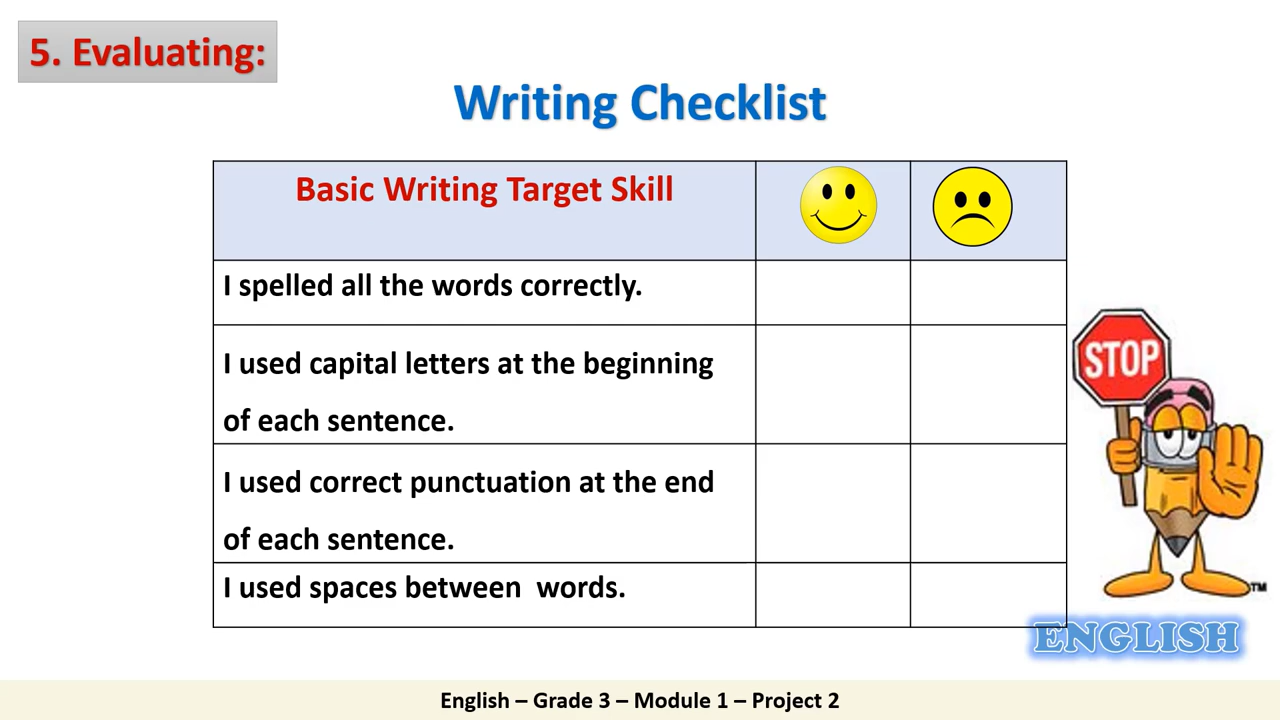 5. Evaluating:
Writing Checklist
Basic Writing Target Skill
I spelled all the words correctly.
I used capital letters at the beginning
of each sentence.
I used correct punctuation at the end
of each sentence.
I used spaces between  words.
STOP
TM
ENGLISH
English – Grade 3 – Module 1 – Project 2